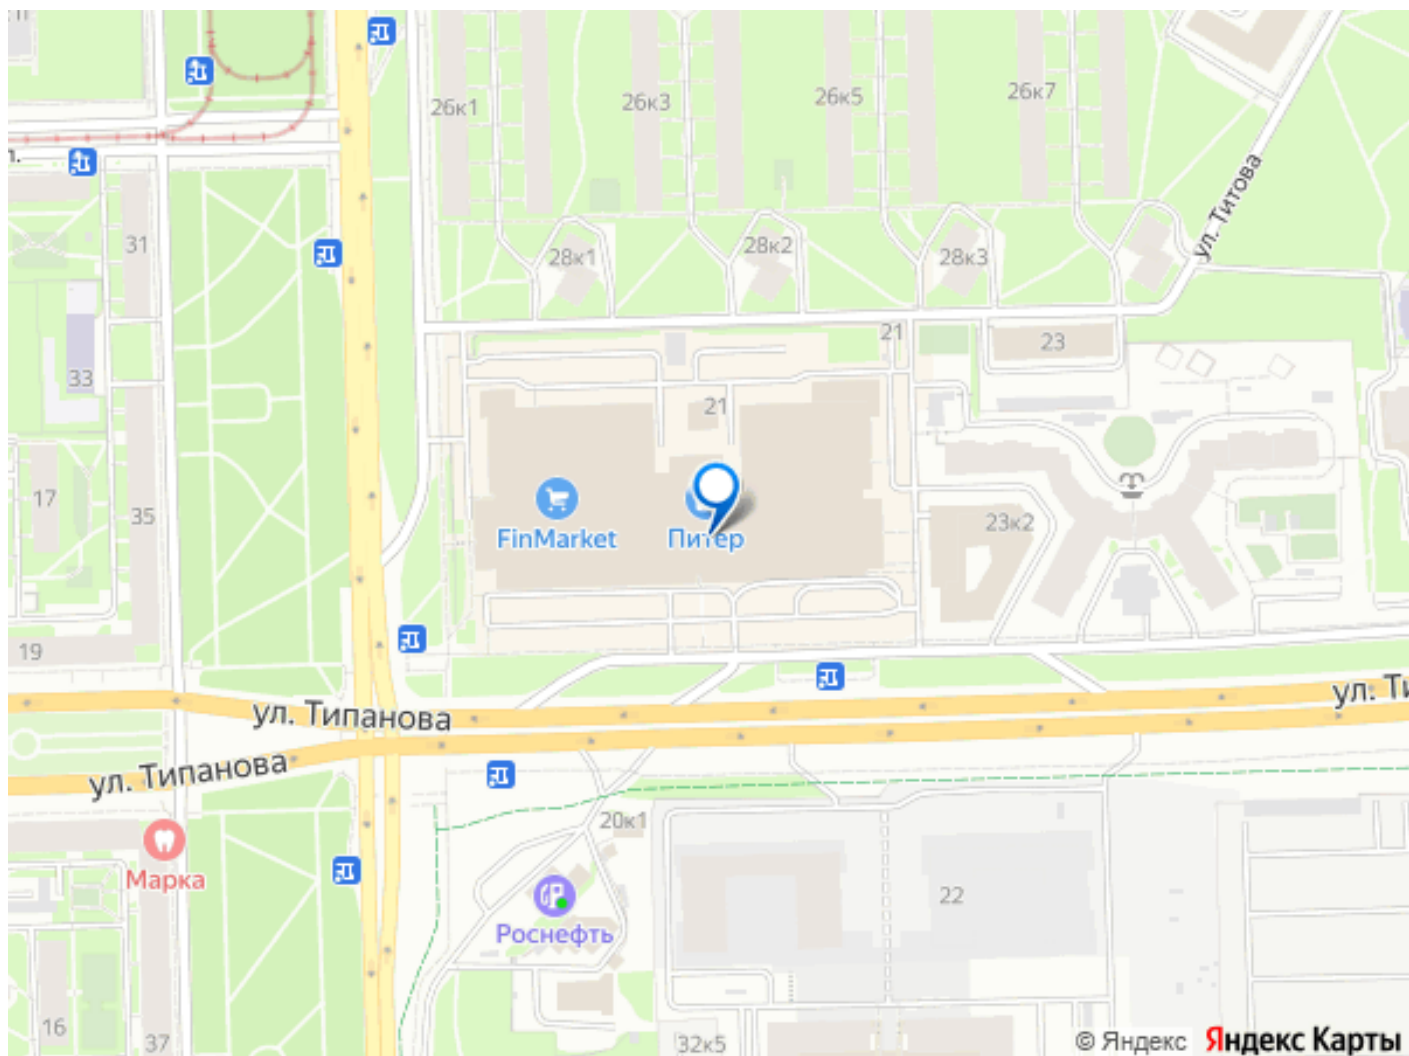 26к1
26к3
26к5
26к7
ул. Титова
31
28к1
28к2
28к3
21
23
33
21
17
35
FinMarket
Питер
23к2
19
ул. Типанова
ул. Ти
ул. Типанова
20к1
Марка
22
Роснефть
16
37
32к5
© Яндекс
Яндекс Карты